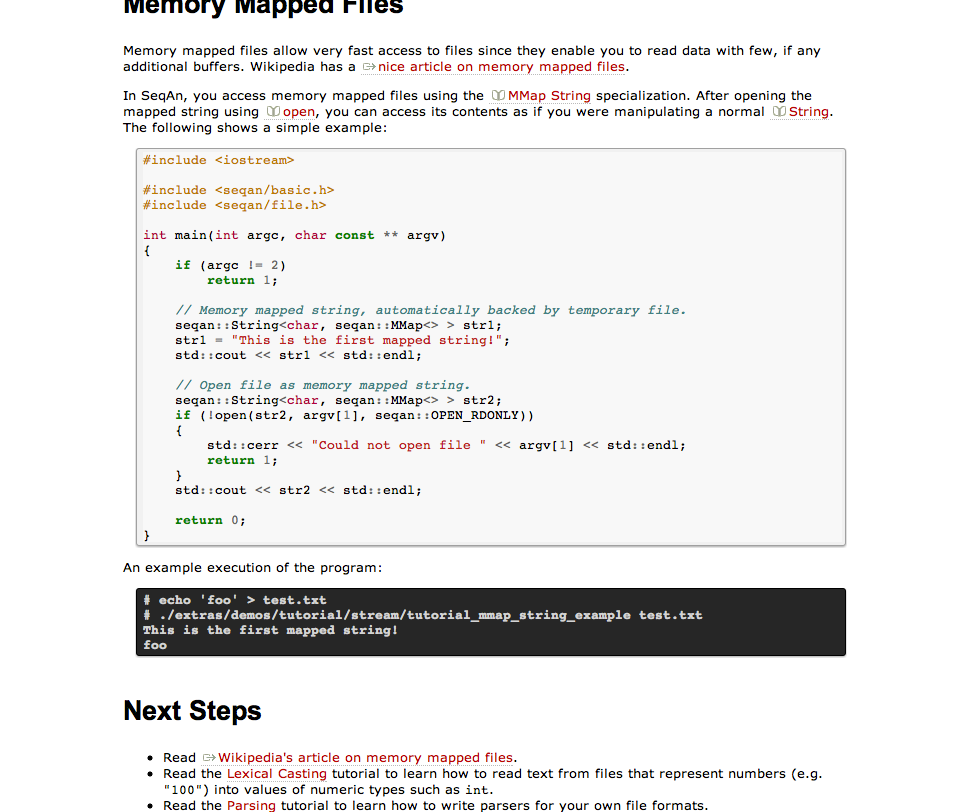 Memory Mapped Files
Memory mapped files allow very fast access to files since they enable you to read data with few, if any
additional buffers. Wikipedia has a nice article on memory mapped files.
In SeqAn, you access memory mapped files using the MMap String specialization. After opening the
mapped string using open, you can access its contents as if you were manipulating a normal String.
The following shows a simple example:
#include <iostream>
#include <seqan/basic.h>
#include <seqan/file.h>
int main(int argc, char const ** argv)
{
    if (argc != 2)
        return 1;
    // Memory mapped string, automatically backed by temporary file.
    seqan::String<char, seqan::MMap<> > str1;
    str1 = "This is the first mapped string!";
    std::cout << str1 << std::endl;
    // Open file as memory mapped string.
    seqan::String<char, seqan::MMap<> > str2;
    if (!open(str2, argv[1], seqan::OPEN_RDONLY))
    {
        std::cerr << "Could not open file " << argv[1] << std::endl;
        return 1;
    }
    std::cout << str2 << std::endl;
    return 0;
}
An example execution of the program:
# echo 'foo' > test.txt
# ./extras/demos/tutorial/stream/tutorial_mmap_string_example test.txt
This is the first mapped string!
foo
Next Steps
• Read Wikipedia's article on memory mapped files.
• Read the Lexical Casting tutorial to learn how to read text from files that represent numbers (e.g.
"100") into values of numeric types such as int.
• Read the Parsing tutorial to learn how to write parsers for your own file formats.